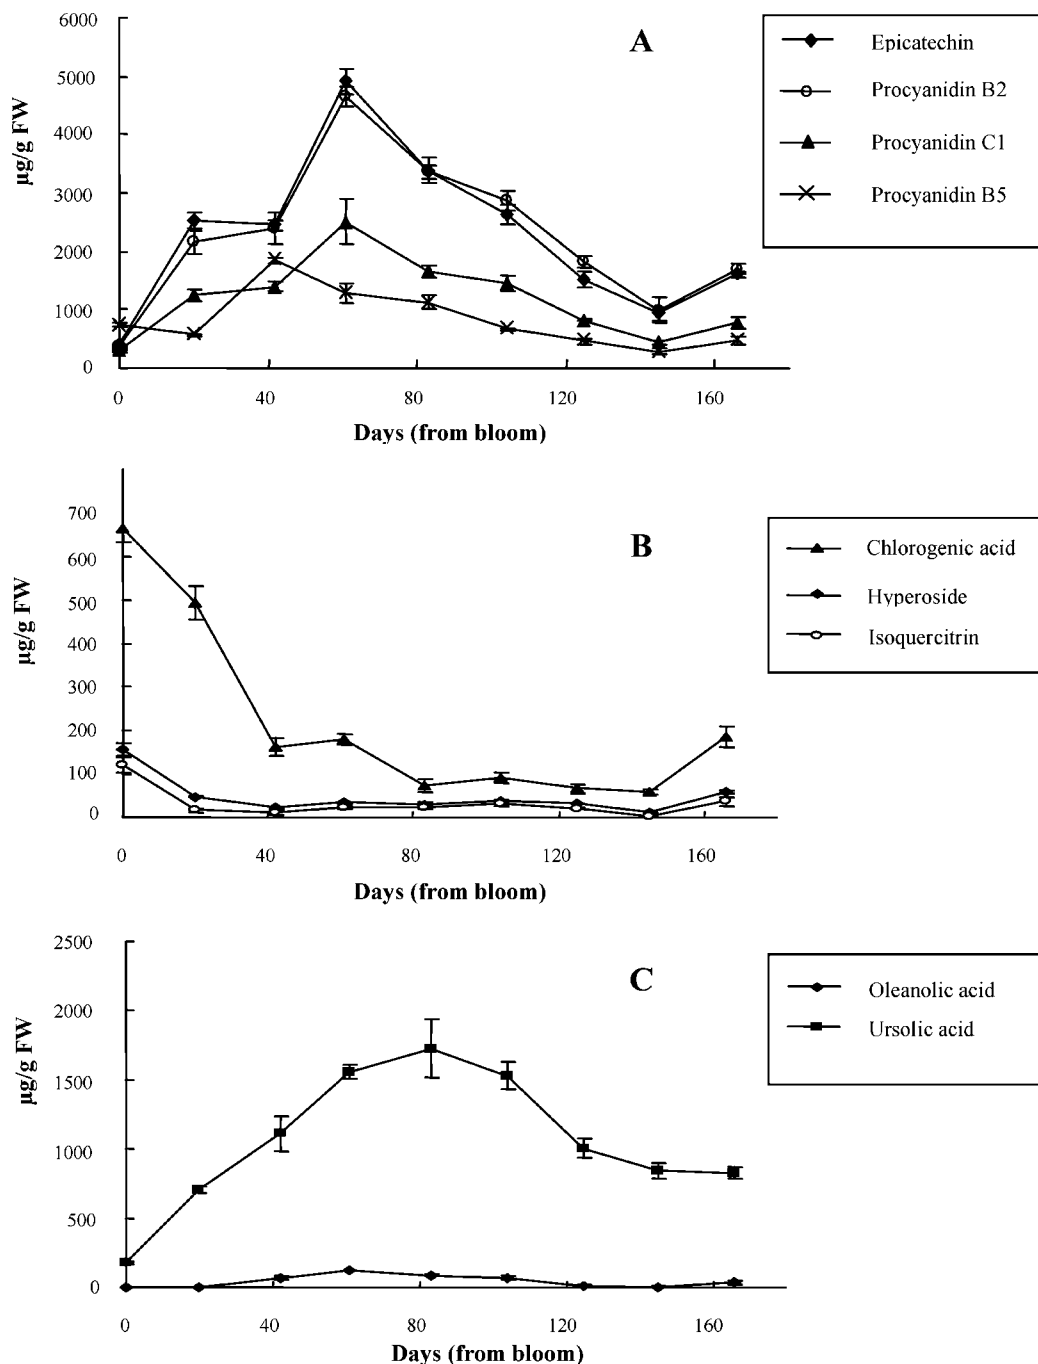 A
6000
5000
4000
3000
2000
1000
0
µg/g FW
0 40 80 120 160
Days (from bloom)
Epicatechin
Procyanidin B2
Procyanidin C1
Procyanidin B5
B
700
600
500
400
300
200
100
0
µg/g FW
0 40 80 120 160
Days (from bloom)
Chlorogenic acid
Hyperoside
Isoquercitrin
C
2500
2000
1500
1000
500
0
µg/g FW
0 40 80 120 160
Days (from bloom)
Oleanolic acid
Ursolic acid